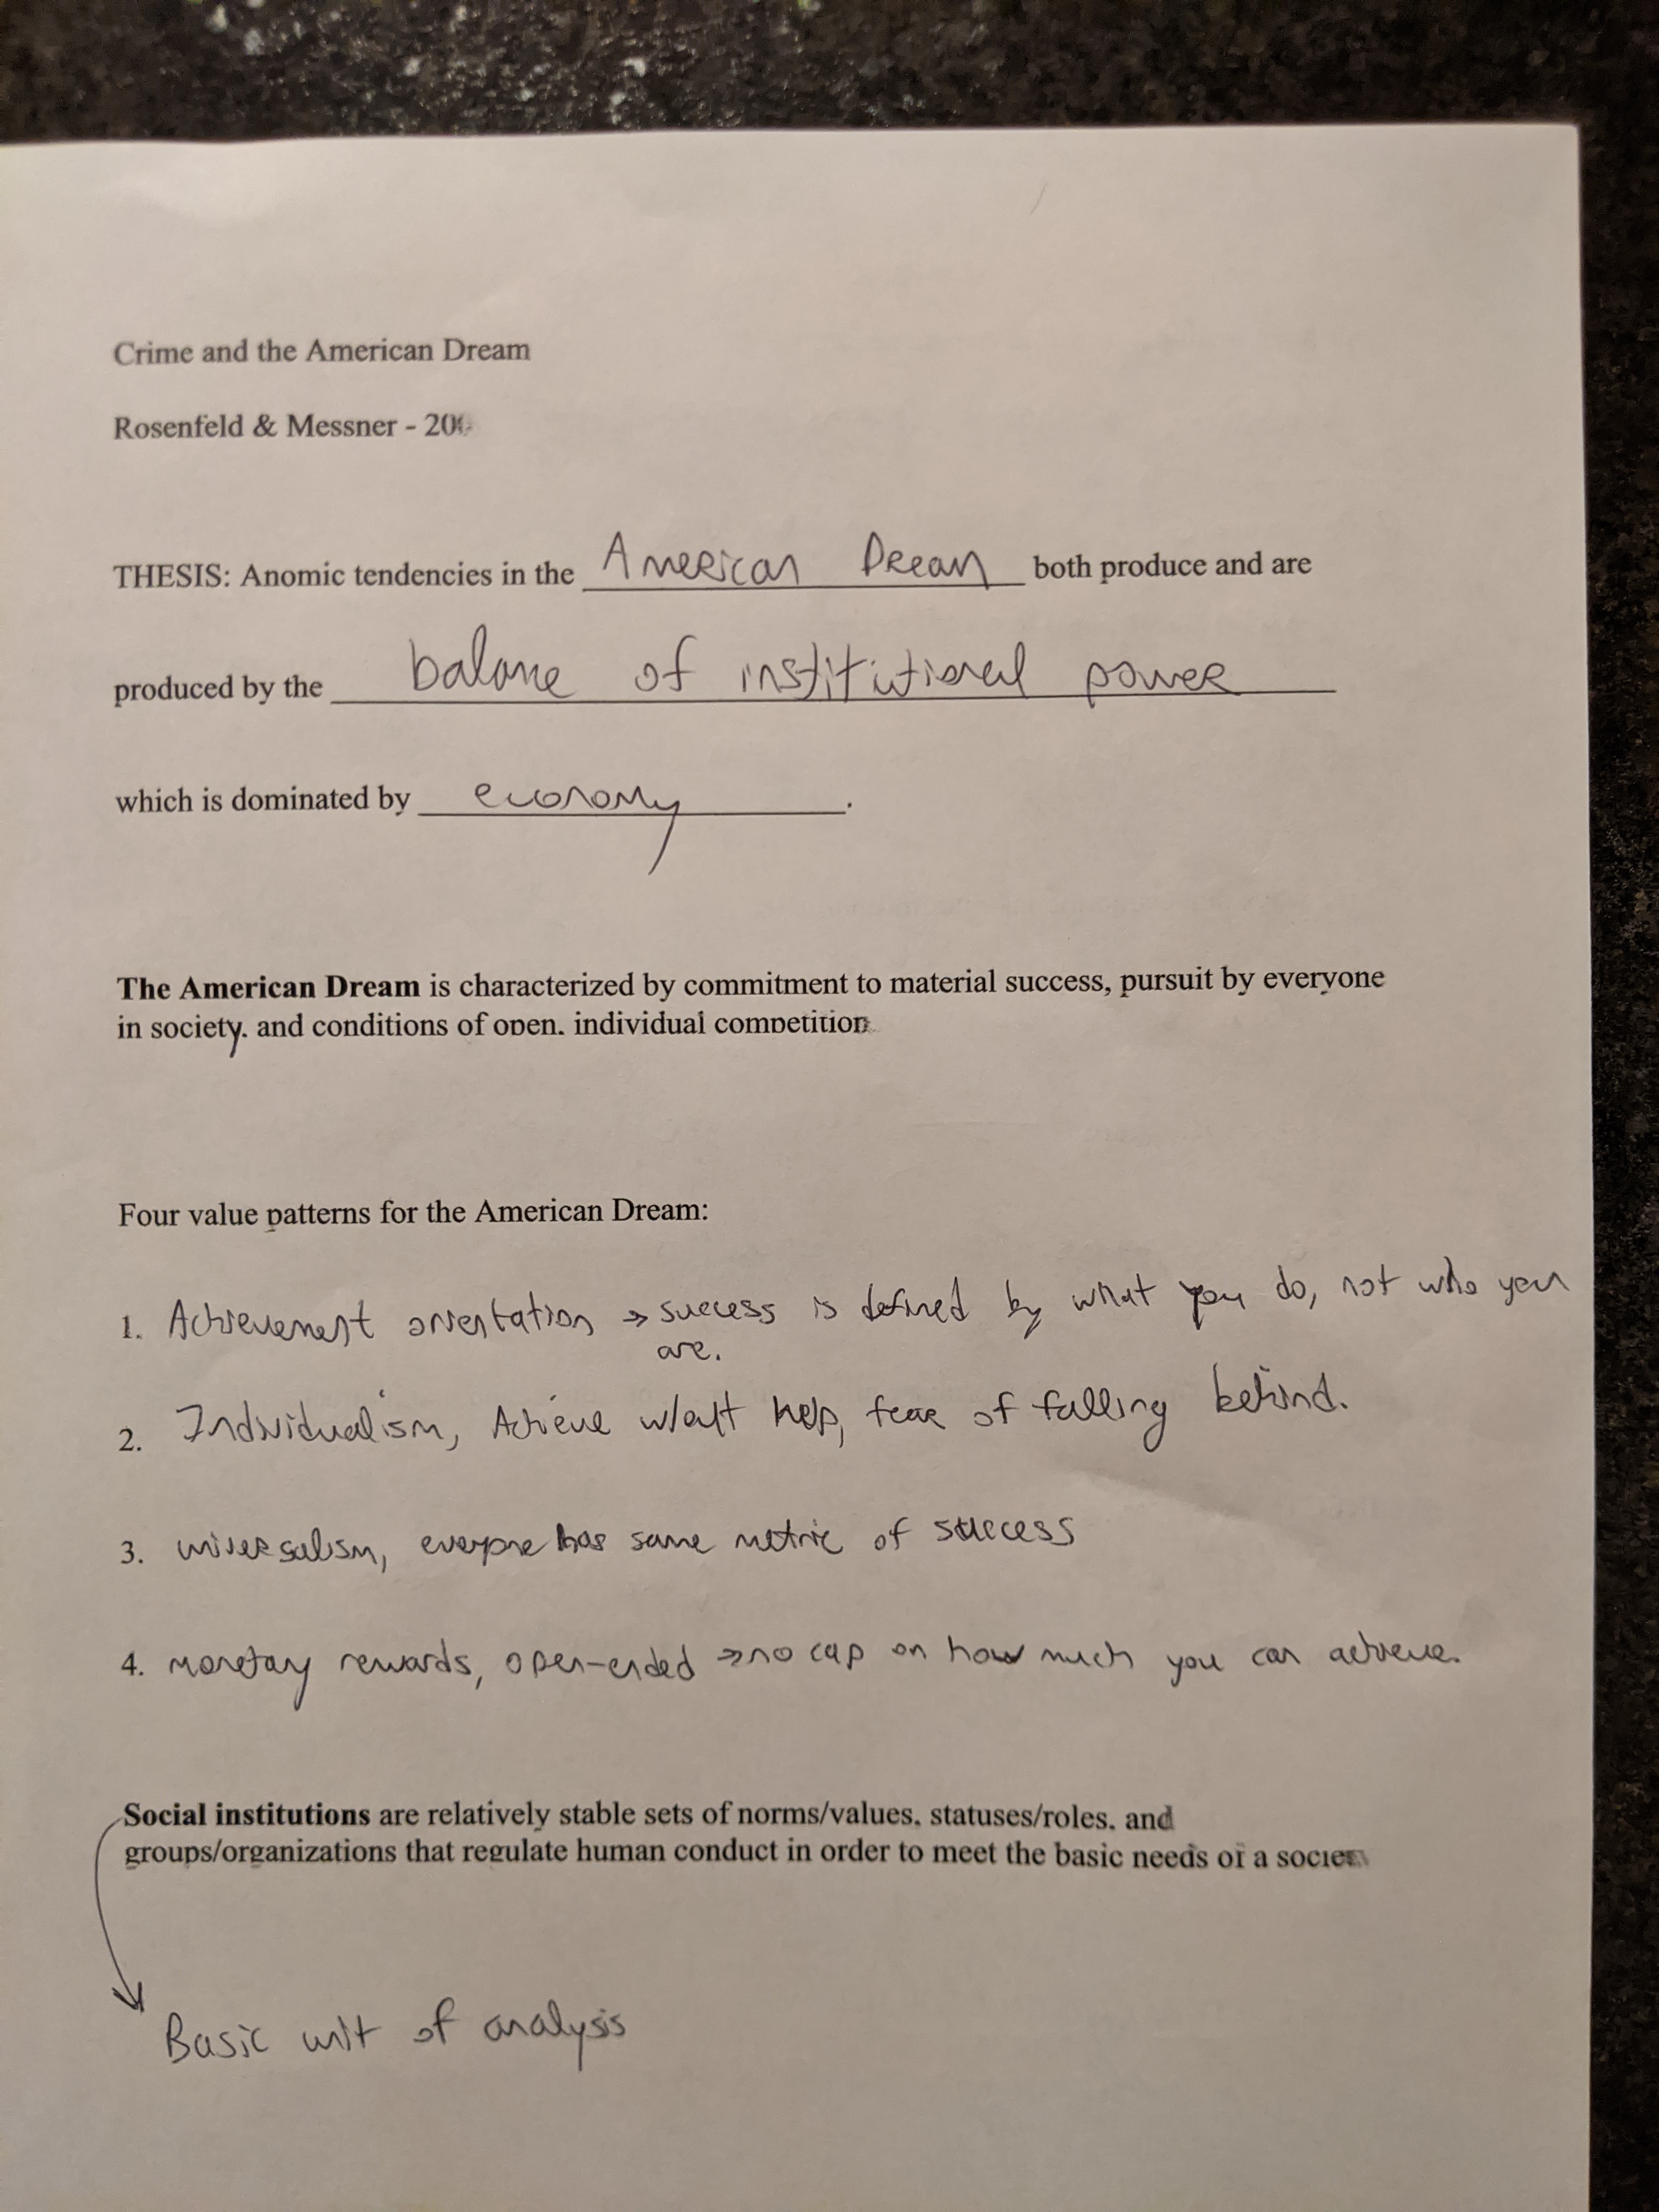 Crime and the American Dream
Rosenfeld & Messner -
THESIS: Anomic tendencies in the American Dream both produce and are
produced by the balance of institutional power
which is dominated by economy.
The American Dream is characterized by commitment to material success, pursuit by everyone
in society, and conditions of open, individual competition
Four value patterns for the American Dream:
1. Achievement orientation → success is defined by what you do, not who you
are.
2. Individualism, Achieve w/out help, fear of falling behind.
3. universalism, everyone has same metric of success
4. monetary rewards, open-ended → no cap on how much you can achieve.
Social institutions are relatively stable sets of norms/values, statuses/roles, and
groups/organizations that regulate human conduct in order to meet the basic needs of a society
Basic unit of analysis